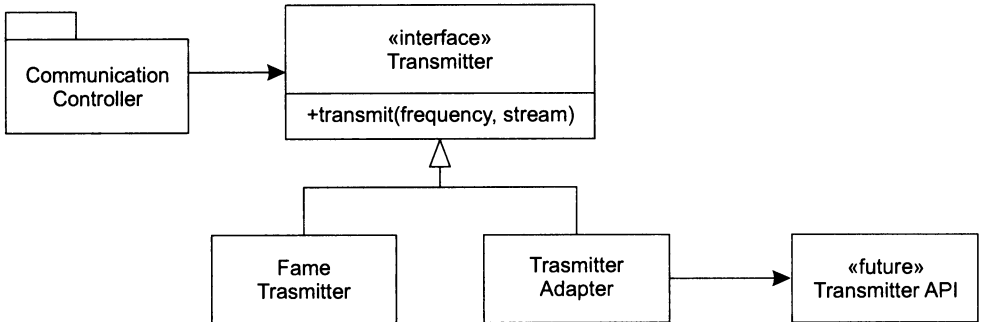 Communication
Controller
«interface»
Transmitter
+transmit(frequency, stream)
Fame
Trasmitter
Trasmitter
Adapter
«future»
Transmitter API